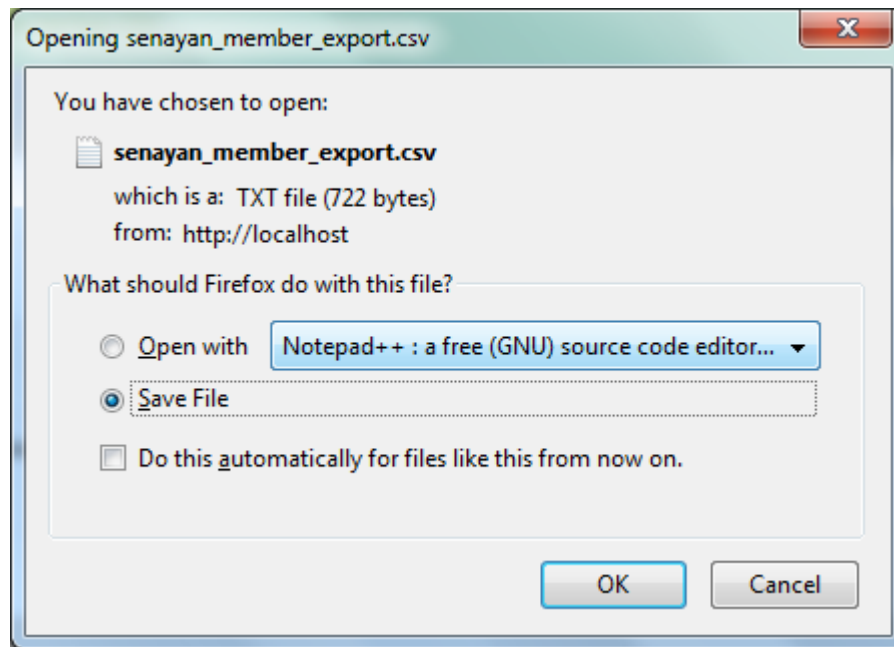 Opening senayan_member_export.csv
You have chosen to open:
senayan_member_export.csv
which is a: TXT file (722 bytes)
from: http://localhost
What should Firefox do with this file?
Open with Notepad++ : a free (GNU) source code editor...
Save File
Do this automatically for files like this from now on.
OK Cancel